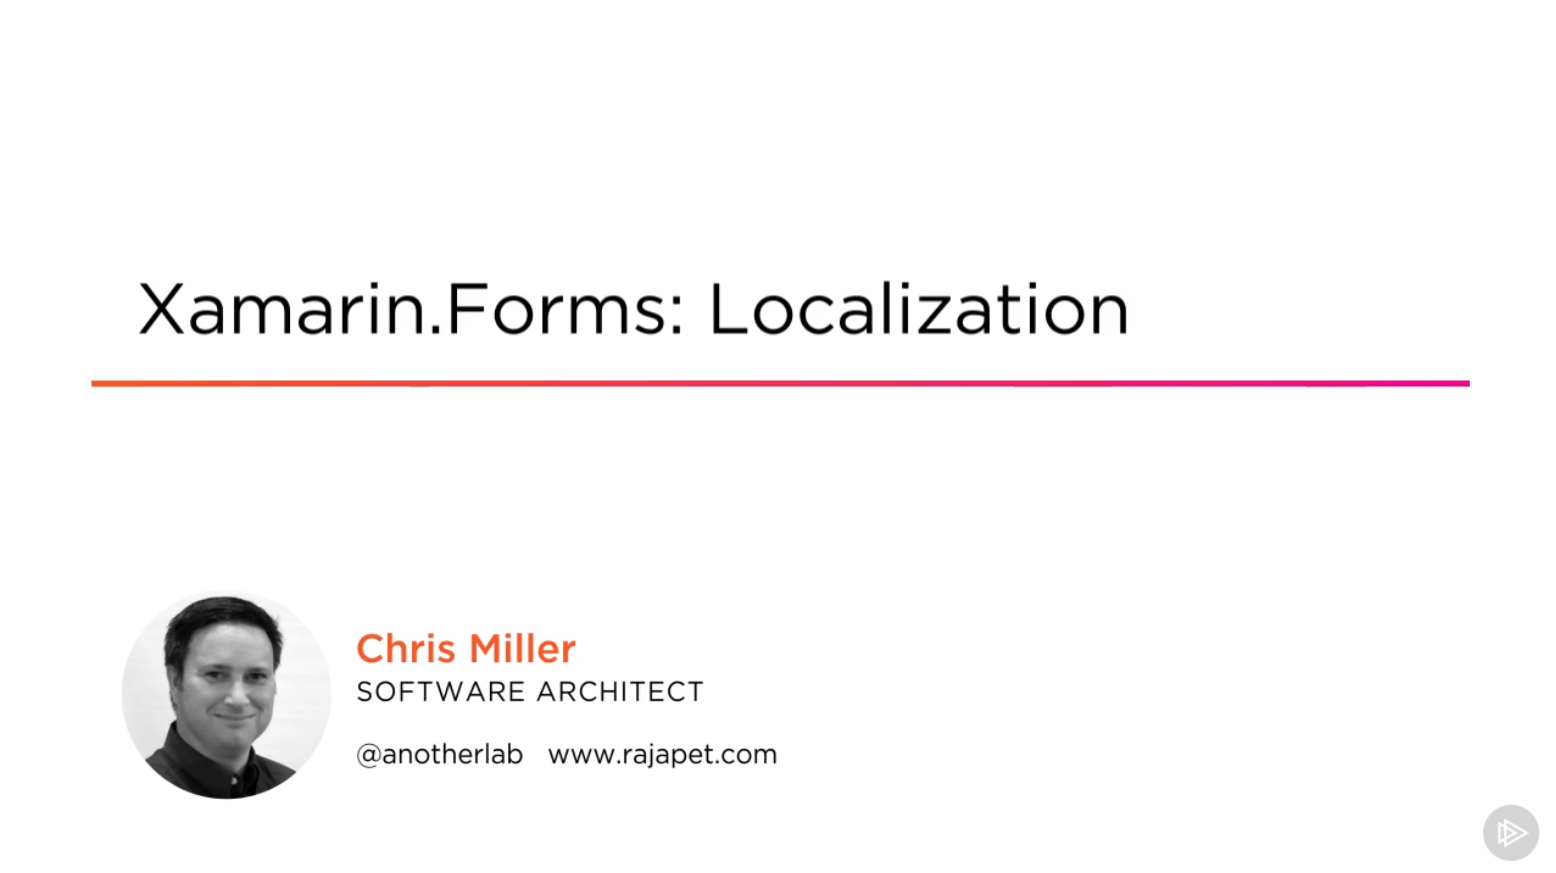 Xamarin.Forms: Localization
Chris Miller
SOFTWARE ARCHITECT
@anotherlab www.rajapet.com